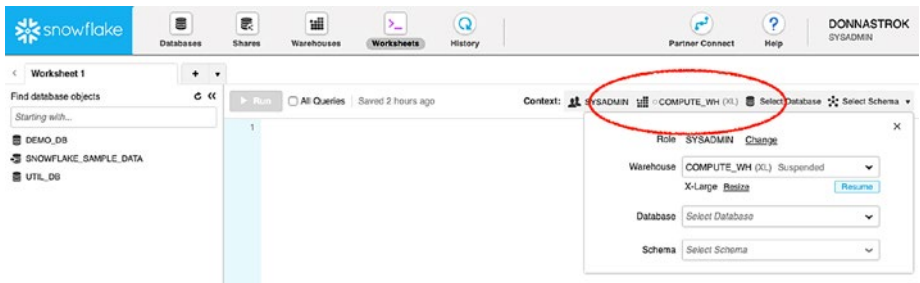 snowflake
Databases
Shares
Warehouses
Worksheets
History
Partner Connect
Help
DONNASTROK
SYSADMIN
Worksheet 1
Find database objects
Starting with...
DEMO_DB
SNOWFLAKE_SAMPLE_DATA
UTIL_DB
Run All Queries Saved 2 hours ago
Context: SYSADMIN COMPUTE_WH (XL) Select Database Select Schema
1
Role SYSADMIN Change
Warehouse COMPUTE_WH (XL) Suspended
X-Large Resize Resume
Database Select Database
Schema Select Schema